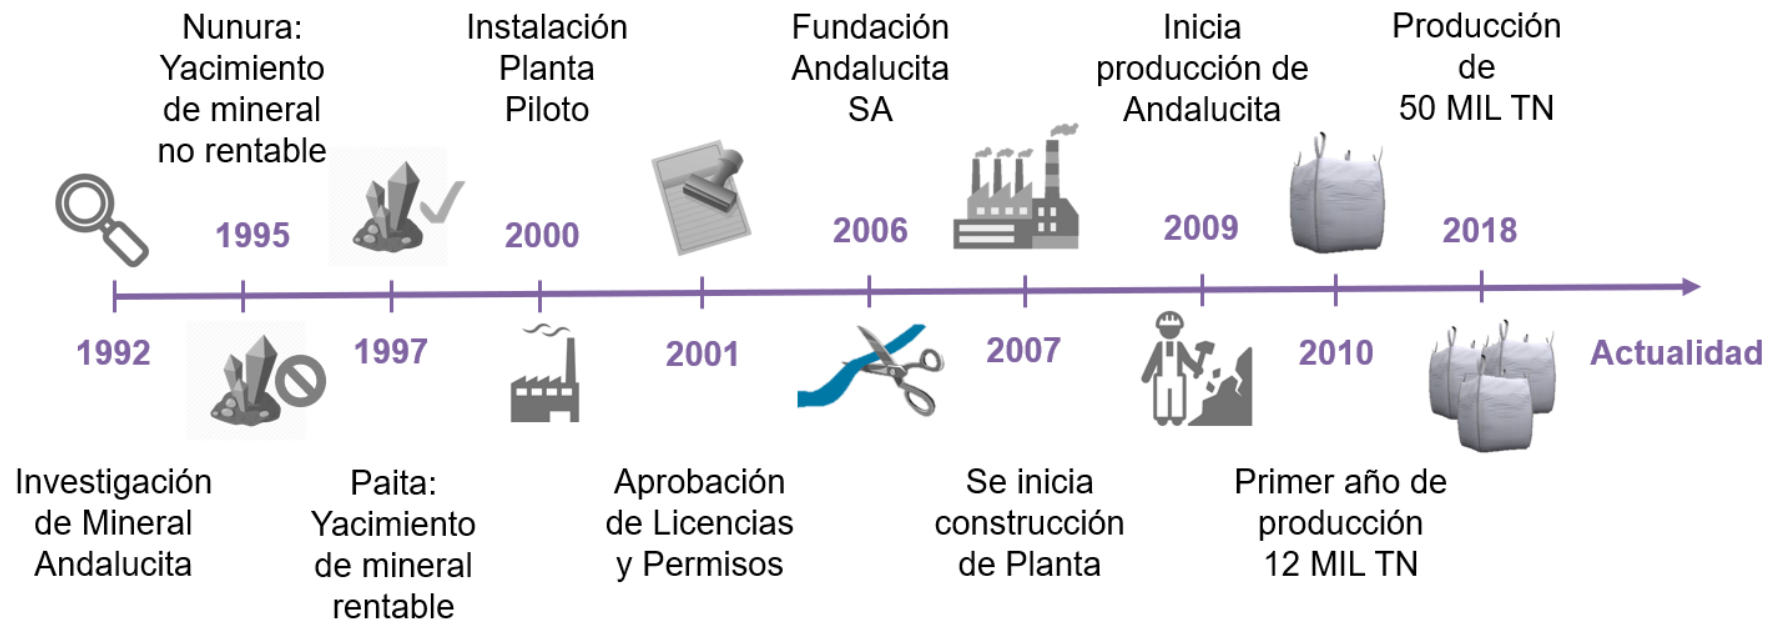 Nunura:
Yacimiento
de mineral
no rentable
Instalación
Planta
Piloto
Fundación
Andalucita
SA
Inicia
producción de
Andalucita
Producción
de
50 MIL TN
1995
2000
2006
2009
2018
1992
1997
2001
2007
2010
Actualidad
Investigación
de Mineral
Andalucita
Paita:
Yacimiento
de mineral
rentable
Aprobación
de Licencias
y Permisos
Se inicia
construcción
de Planta
Primer año de
producción
12 MIL TN